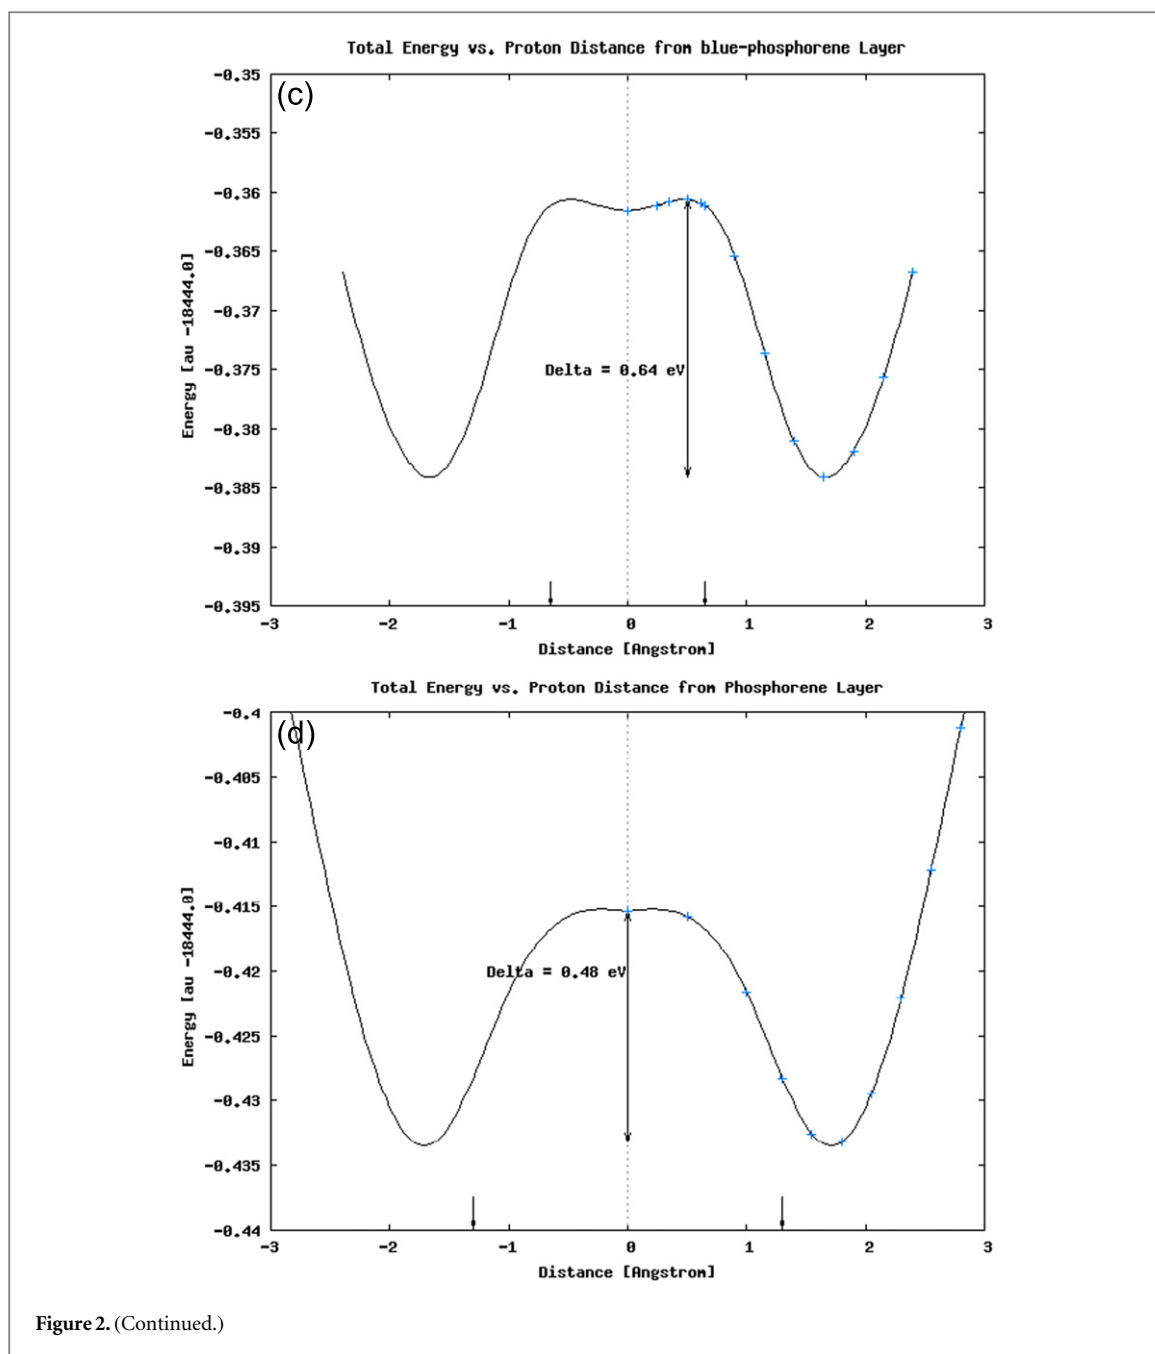 Total Energy vs. Proton Distance from blue-phosphorene Layer
(c)
-0.35
-0.355
-0.36
-0.365
-0.37
-0.375
-0.38
-0.385
-0.39
-0.395
Energy [au -18444.0]
Delta = 0.64 eV
-3 -2 -1 0 1 2 3
Distance [Angstrom]
Total Energy vs. Proton Distance from Phosphorene Layer
(d)
-0.4
-0.405
-0.41
-0.415
-0.42
-0.425
-0.43
-0.435
-0.44
Energy [au -18444.0]
Delta = 0.48 eV
-3 -2 -1 0 1 2 3
Distance [Angstrom]
Figure 2. (Continued.)